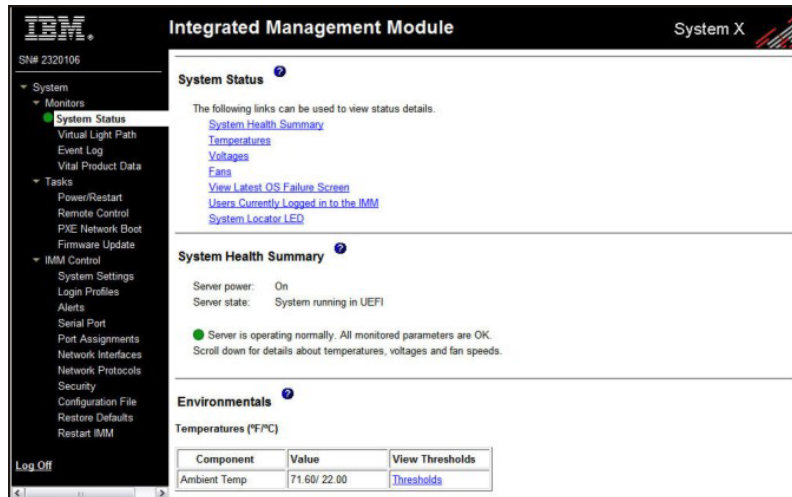 IBM.
Integrated Management Module
System X
SN# 2320106
System
Monitors
System Status
Virtual Light Path
Event Log
Vital Product Data
Tasks
Power/Restart
Remote Control
PXE Network Boot
Firmware Update
IMM Control
System Settings
Login Profiles
Alerts
Serial Port
Port Assignments
Network Interfaces
Network Protocols
Security
Configuration File
Restore Defaults
Restart IMM
Log Off
System Status ?
The following links can be used to view status details.
System Health Summary
Temperatures
Voltages
Fans
View Latest OS Failure Screen
Users Currently Logged in to the IMM
System Locator LED
System Health Summary ?
Server power: On
Server state: System running in UEFI
Server is operating normally. All monitored parameters are OK.
Scroll down for details about temperatures, voltages and fan speeds.
Environmentals ?
Temperatures (ºF/ºC)
Component Value View Thresholds
Ambient Temp 71.60/ 22.00 Thresholds